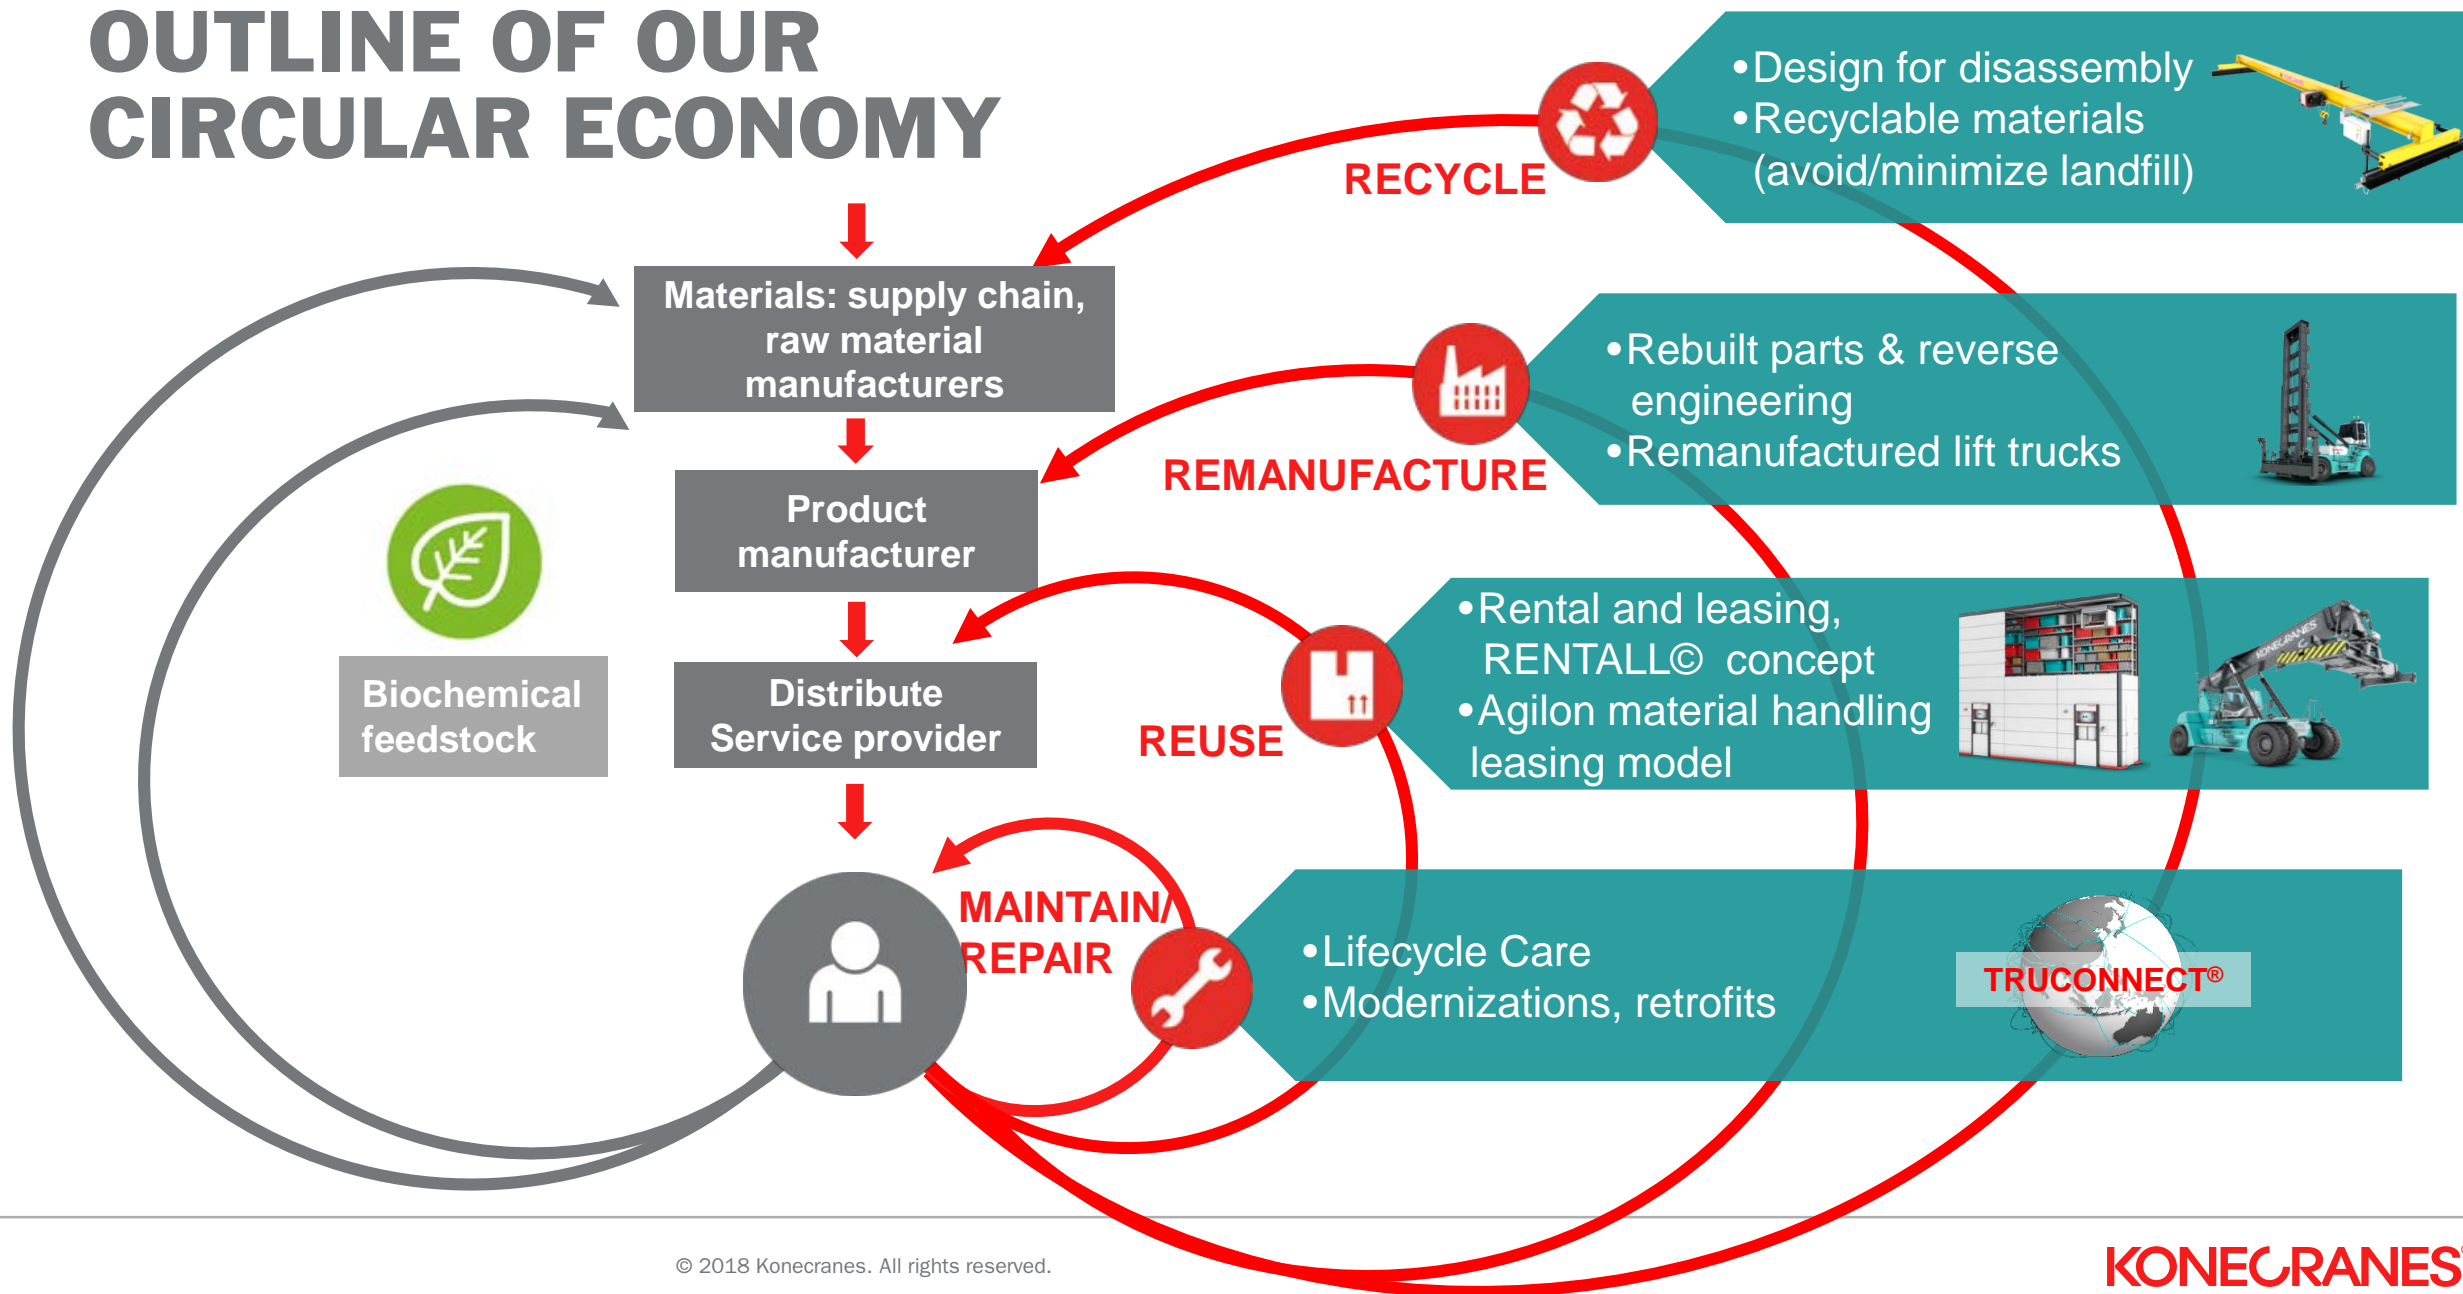 OUTLINE OF OUR
CIRCULAR ECONOMY
•Design for disassembly
•Recyclable materials
(avoid/minimize landfill)
RECYCLE
Materials: supply chain,
raw material
manufacturers
•Rebuilt parts & reverse
engineering
•Remanufactured lift trucks
REMANUFACTURE
Product
manufacturer
•Rental and leasing,
RENTALL© concept
•Agilon material handling
leasing model
KONECRANES
REUSE
Biochemical
feedstock
Distribute
Service provider
MAINTAIN/
REPAIR
•Lifecycle Care
•Modernizations, retrofits
TRUCONNECT®
© 2018 Konecranes. All rights reserved.
KONECRANES®